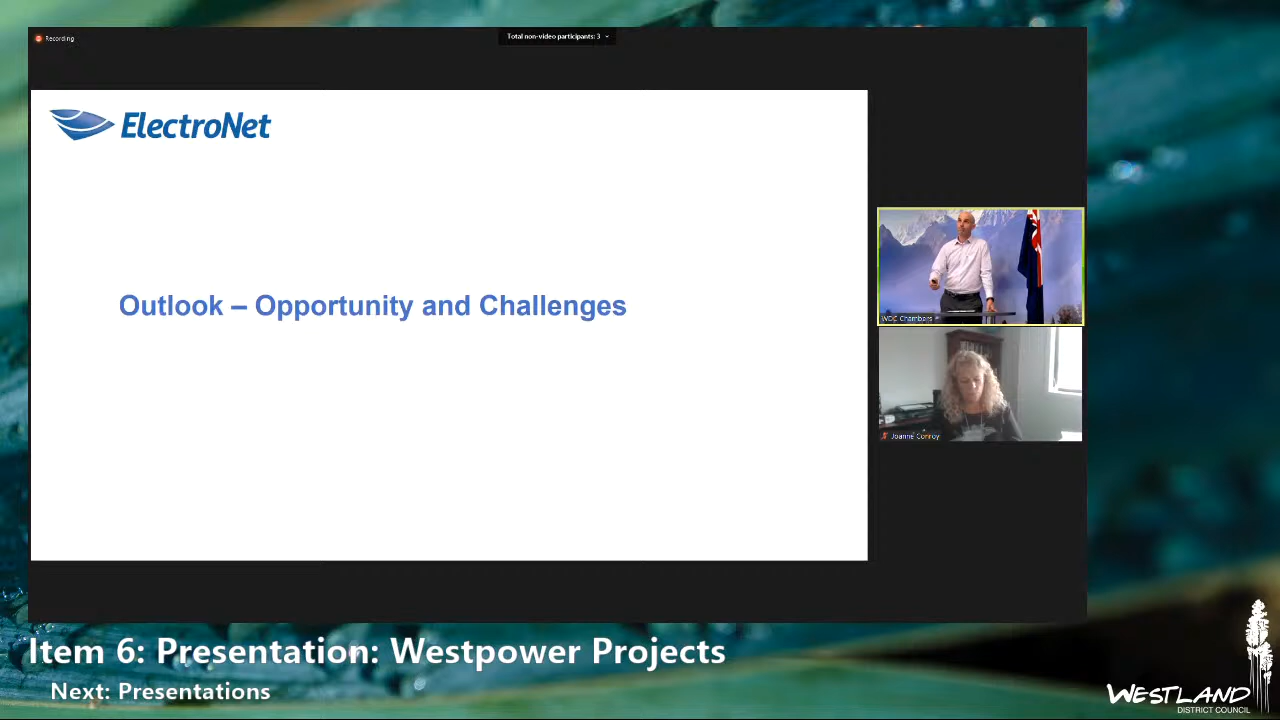 Recording
Total non-video participants: 3
ElectroNet
Outlook – Opportunity and Challenges
WDC Chambers
Joanne Conroy
Item 6: Presentation: Westpower Projects
Next: Presentations
WESTLAND
DISTRICT COUNCIL